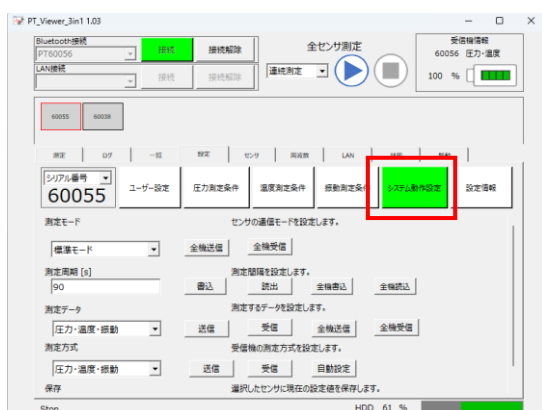 PT_Viewer_3in1 1.03
Bluetooth接続
PT60056 接続 接続解除
LAN接続
接続 接続解除
全センサ測定
連続測定
受信機情報
60056 圧力･温度
100 %
60055 60038
測定 ログ 一覧 設定 センサ 周波数 LAN
シリアル番号
60055
ユーザー設定 圧力測定条件 温度測定条件 振動測定条件 システム動作設定 設定情報
測定モード センサの通信モードを設定します。
標準モード 全機送信 全機受信
測定周期 [s] 測定間隔を設定します。
90 書込 読出 全機書込 全機読込
測定データ 測定するデータを設定します。
圧力･温度･振動 送信 受信 全機送信 全機受信
測定方式 受信機の測定方式を設定します。
圧力･温度･振動 送信 受信 自動設定
保存 選択したセンサに現在の設定値を保存します。
Stop HDD 61 %